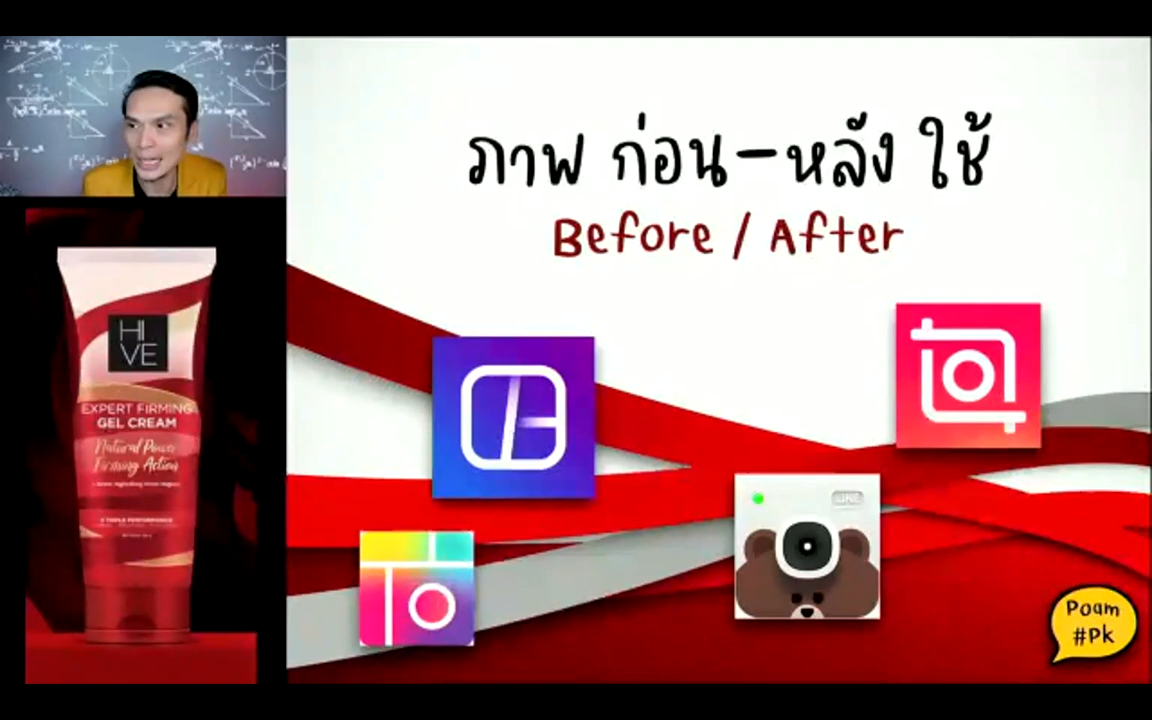 ภาพ ก่อน-หลัง ใช้
Before / After
HI
VE
EXPERT FIRMING
GEL CREAM
Natural Power
Firming Action
LINE
Poam
#Pk